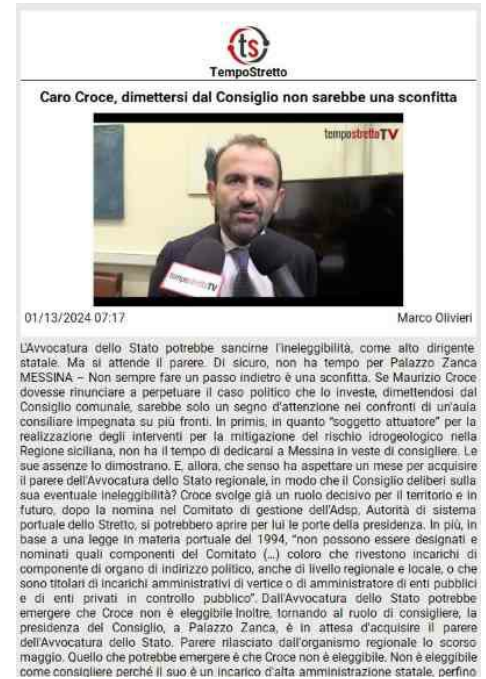 ts
TempoStretto
Caro Croce, dimettersi dal Consiglio non sarebbe una sconfitta
tempostrettoTV
tempostrettoTV
01/13/2024 07:17
Marco Olivieri
L'Avvocatura dello Stato potrebbe sancirne l'ineleggibilità, come alto dirigente
statale. Ma si attende il parere. Di sicuro, non ha tempo per Palazzo Zanca
MESSINA – Non sempre fare un passo indietro è una sconfitta. Se Maurizio Croce
dovesse rinunciare a perpetuare il caso politico che lo investe, dimettendosi dal
Consiglio comunale, sarebbe solo un segno d'attenzione nei confronti di un'aula
consiliare impegnata su più fronti. In primis, in quanto "soggetto attuatore" per la
realizzazione degli interventi per la mitigazione del rischio idrogeologico nella
Regione siciliana, non ha il tempo di dedicarsi a Messina in veste di consigliere. Le
sue assenze lo dimostrano. E, allora, che senso ha aspettare un mese per acquisire
il parere dell'Avvocatura dello Stato regionale, in modo che il Consiglio deliberi sulla
sua eventuale ineleggibilità? Croce svolge già un ruolo decisivo per il territorio e in
futuro, dopo la nomina nel Comitato di gestione dell'Adsp, Autorità di sistema
portuale dello Stretto, si potrebbero aprire per lui le porte della presidenza. In più, in
base a una legge in materia portuale del 1994, "non possono essere designati e
nominati quali componenti del Comitato (...) coloro che rivestono incarichi di
componente di organo di indirizzo politico, anche di livello regionale e locale, o che
sono titolari di incarichi amministrativi di vertice o di amministratore di enti pubblici
e di enti privati in controllo pubblico". Dall'Avvocatura dello Stato potrebbe
emergere che Croce non è eleggibile Inoltre, tornando al ruolo di consigliere, la
presidenza del Consiglio, a Palazzo Zanca, è in attesa d'acquisire il parere
dell'Avvocatura dello Stato. Parere rilasciato dall'organismo regionale lo scorso
maggio. Quello che potrebbe emergere è che Croce non è eleggibile. Non è eleggibile
come consigliere perché il suo è un incarico d'alta amministrazione statale, perfino